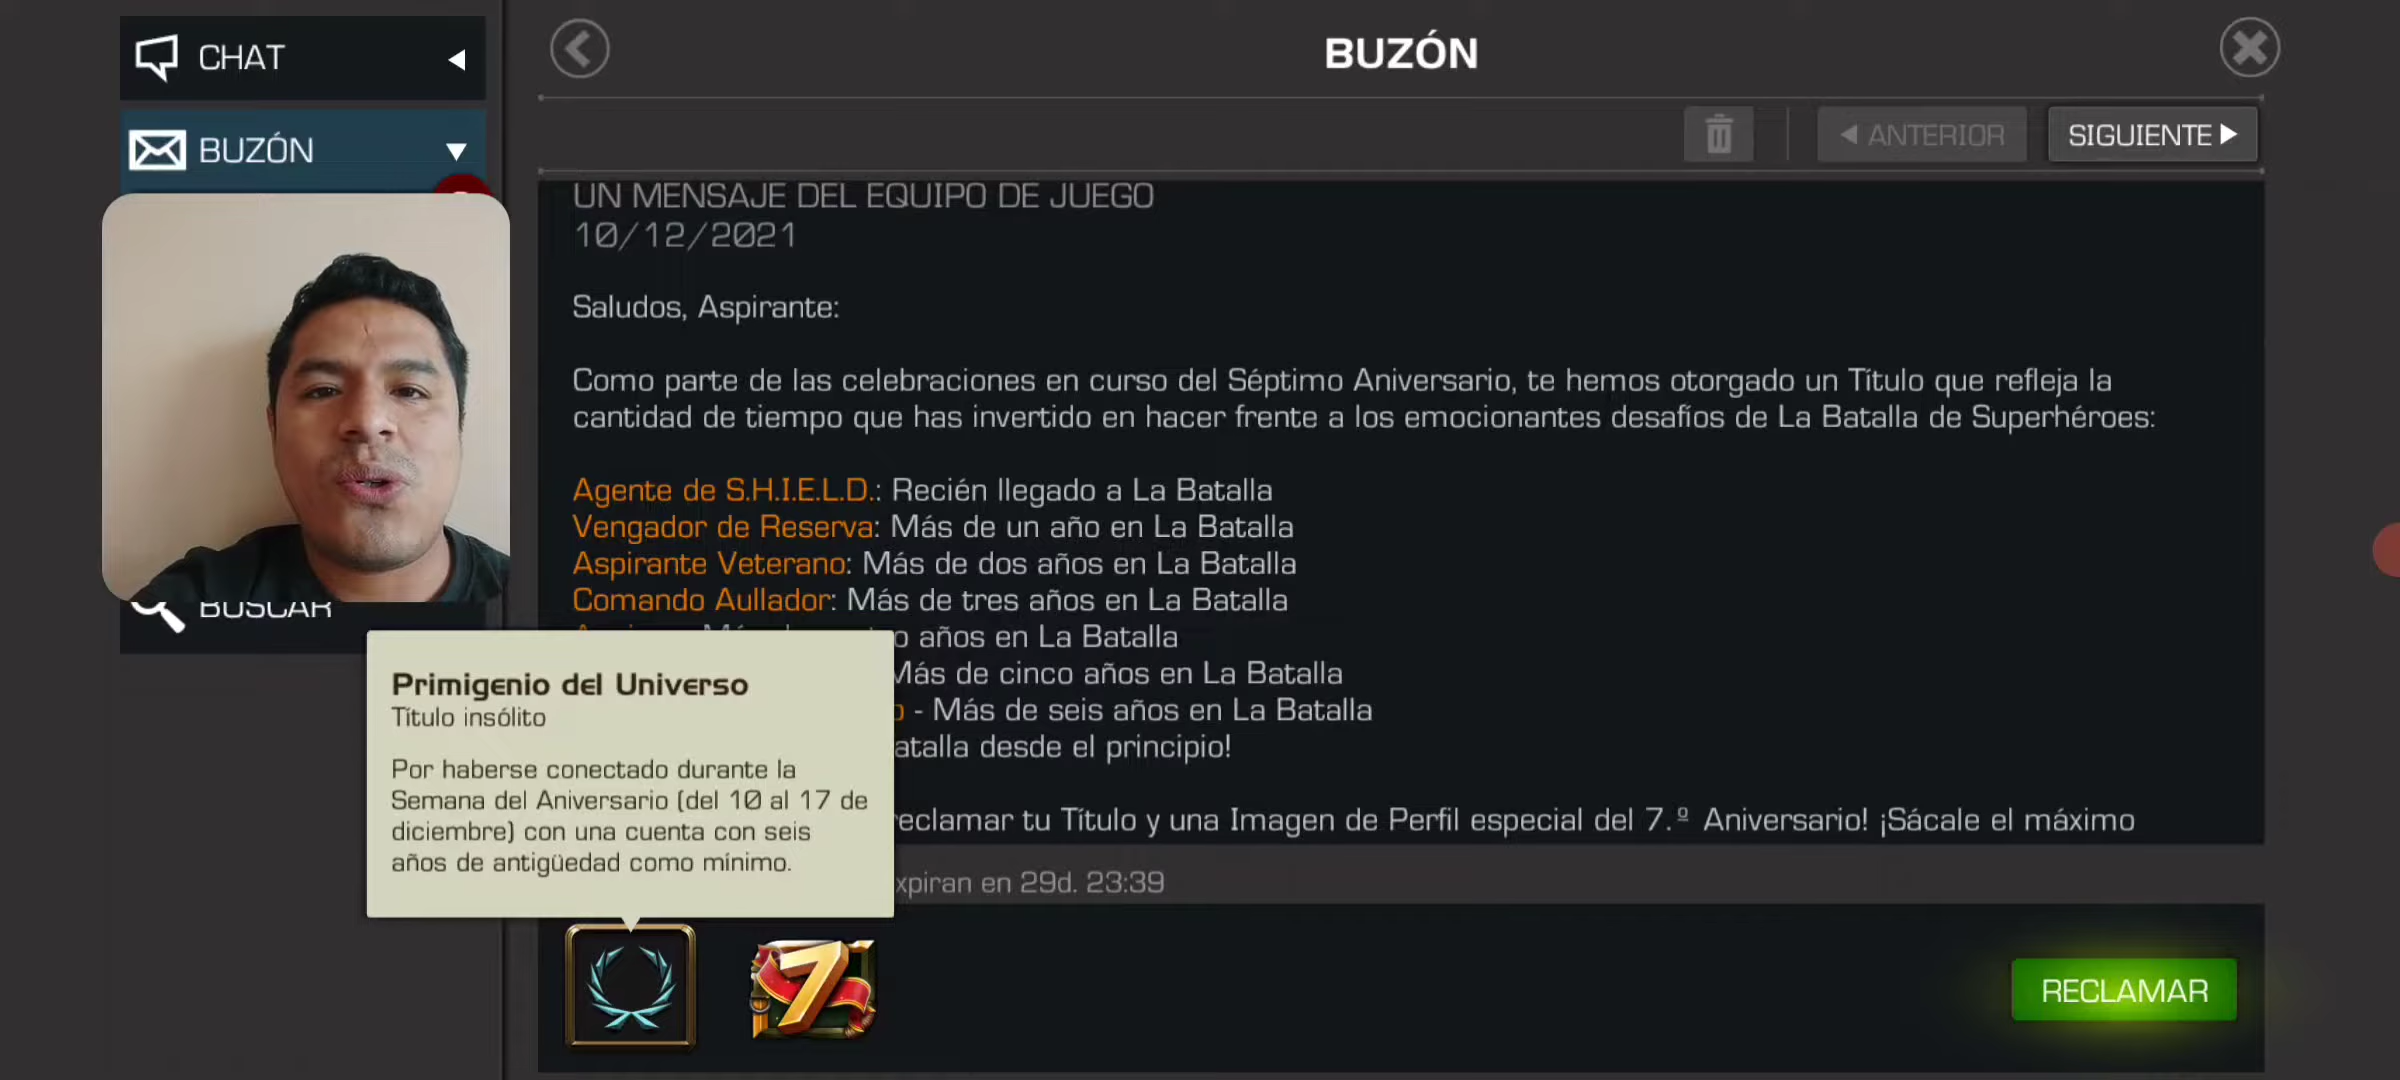 CHAT
BUZÓN
BUSCAR
BUZÓN
ANTERIOR
SIGUIENTE
UN MENSAJE DEL EQUIPO DE JUEGO
10/12/2021
Saludos, Aspirante:
Como parte de las celebraciones en curso del Séptimo Aniversario, te hemos otorgado un Título que refleja la
cantidad de tiempo que has invertido en hacer frente a los emocionantes desafíos de La Batalla de Superhéroes:
Agente de S.H.I.E.L.D.: Recién llegado a La Batalla
Vengador de Reserva: Más de un año en La Batalla
Aspirante Veterano: Más de dos años en La Batalla
Comando Aullador: Más de tres años en La Batalla
años en La Batalla
Más de cinco años en La Batalla
- Más de seis años en La Batalla
desde el principio!
reclamar tu Título y una Imagen de Perfil especial del 7.º Aniversario! ¡Sácale el máximo
Primigenio del Universo
Título insólito
Por haberse conectado durante la
Semana del Aniversario (del 10 al 17 de
diciembre) con una cuenta con seis
años de antigüedad como mínimo.
en 29d. 23:39
7
RECLAMAR